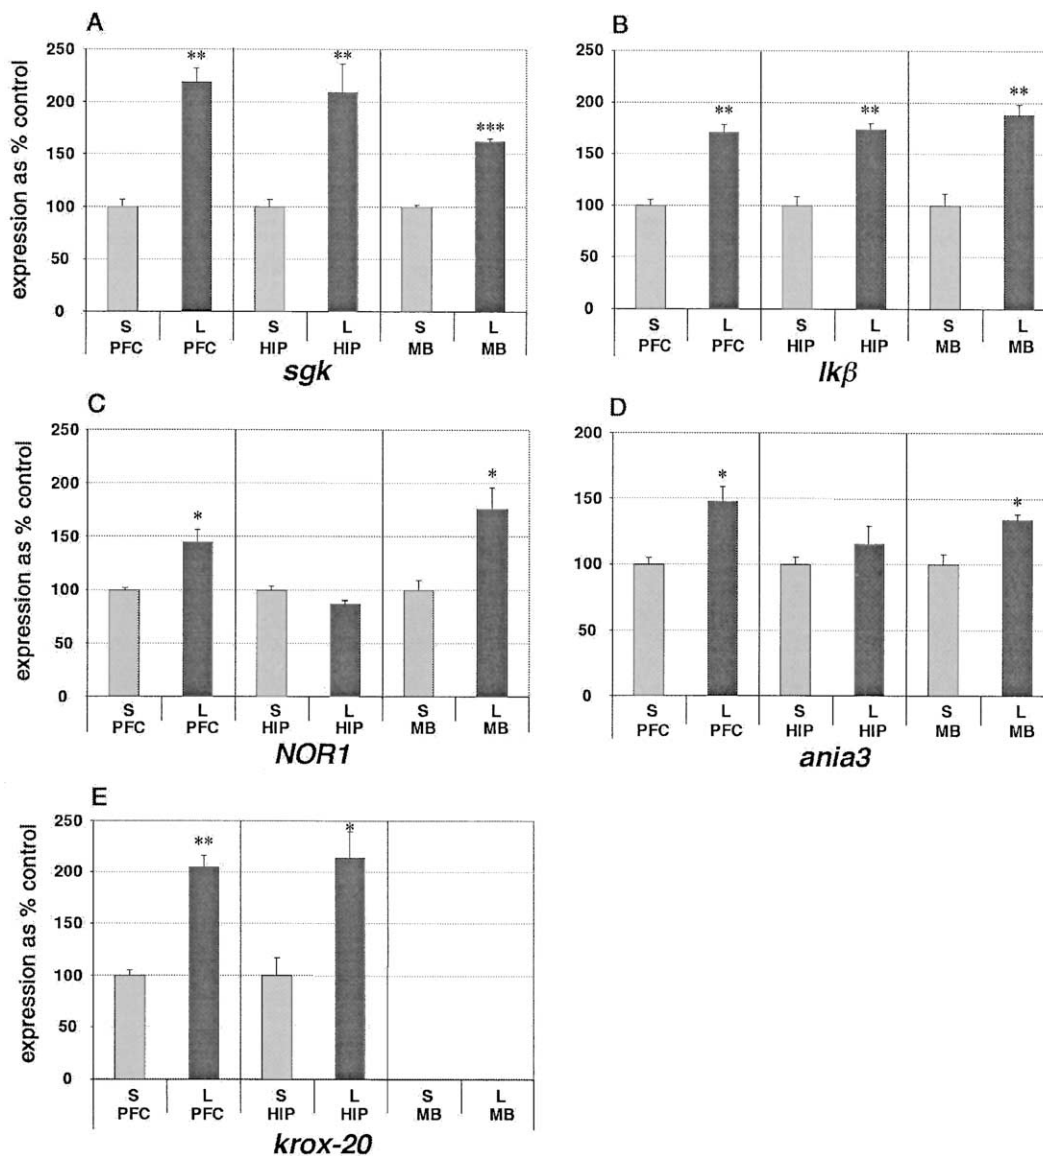 A
expression as % control
250
200
150
100
50
0
** ** ***
S L S L S L
PFC PFC HIP HIP MB MB
sgk
B
250
200
150
100
50
0
** ** **
S L S L S L
PFC PFC HIP HIP MB MB
Ikβ
C
expression as % control
250
200
150
100
50
0
* *
S L S L S L
PFC PFC HIP HIP MB MB
NOR1
D
200
150
100
50
0
* *
S L S L S L
PFC PFC HIP HIP MB MB
ania3
E
expression as % control
250
200
150
100
50
0
** *
S L S L S L
PFC PFC HIP HIP MB MB
krox-20